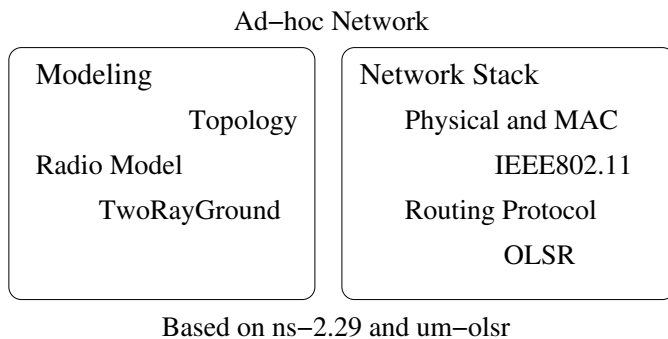 Ad−hoc Network
Modeling
Topology
Radio Model
TwoRayGround
Network Stack
Physical and MAC
IEEE802.11
Routing Protocol
OLSR
Based on ns−2.29 and um−olsr